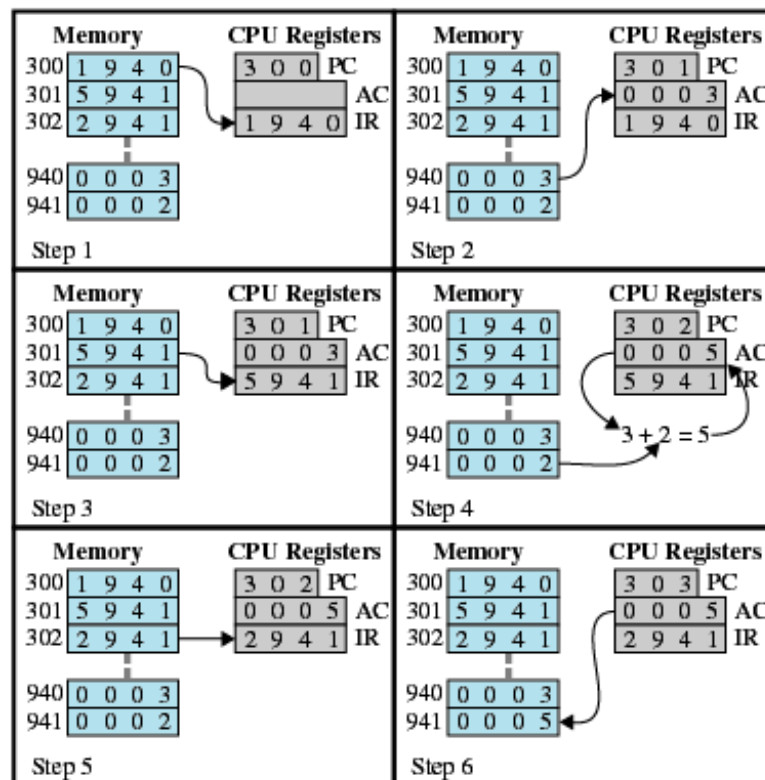 Memory CPU Registers
300 1 9 4 0 3 0 0 PC
301 5 9 4 1 AC
302 2 9 4 1 1 9 4 0 IR
940 0 0 0 3
941 0 0 0 2
Step 1
Memory CPU Registers
300 1 9 4 0 3 0 1 PC
301 5 9 4 1 0 0 0 3 AC
302 2 9 4 1 1 9 4 0 IR
940 0 0 0 3
941 0 0 0 2
Step 2
Memory CPU Registers
300 1 9 4 0 3 0 1 PC
301 5 9 4 1 0 0 0 3 AC
302 2 9 4 1 5 9 4 1 IR
940 0 0 0 3
941 0 0 0 2
Step 3
Memory CPU Registers
300 1 9 4 0 3 0 2 PC
301 5 9 4 1 0 0 0 5 AC
302 2 9 4 1 5 9 4 1 IR
940 0 0 0 3 3 + 2 = 5
941 0 0 0 2
Step 4
Memory CPU Registers
300 1 9 4 0 3 0 2 PC
301 5 9 4 1 0 0 0 5 AC
302 2 9 4 1 2 9 4 1 IR
940 0 0 0 3
941 0 0 0 2
Step 5
Memory CPU Registers
300 1 9 4 0 3 0 3 PC
301 5 9 4 1 0 0 0 5 AC
302 2 9 4 1 2 9 4 1 IR
940 0 0 0 3
941 0 0 0 5
Step 6